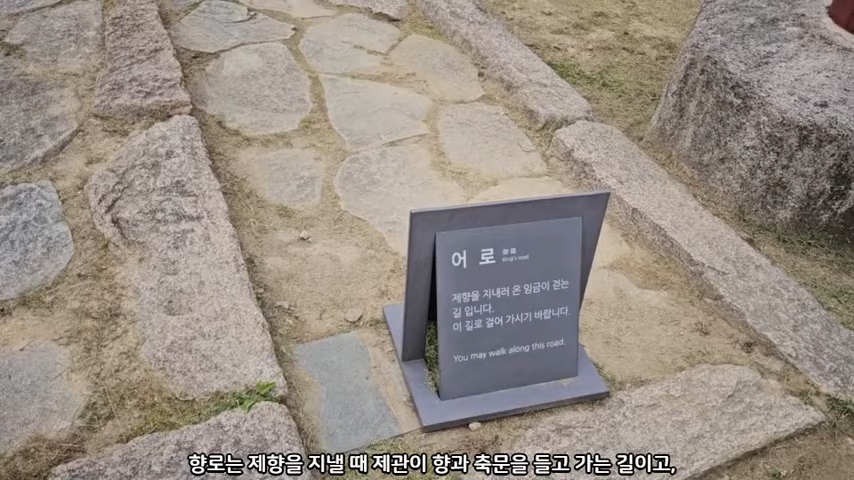 어 로 御路
King's road
제향을 지내러 온 임금이 걷는
길 입니다.
이 길로 걸어 가시기 바랍니다.
You may walk along this road.
향로는 제향을 지낼 때 제관이 향과 축문을 들고 가는 길이고,